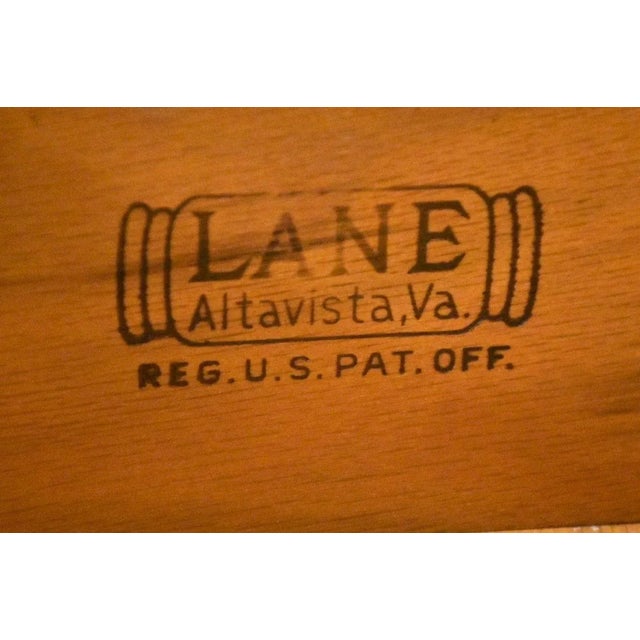 LANE
Altavista, Va.
REG. U.S. PAT. OFF.